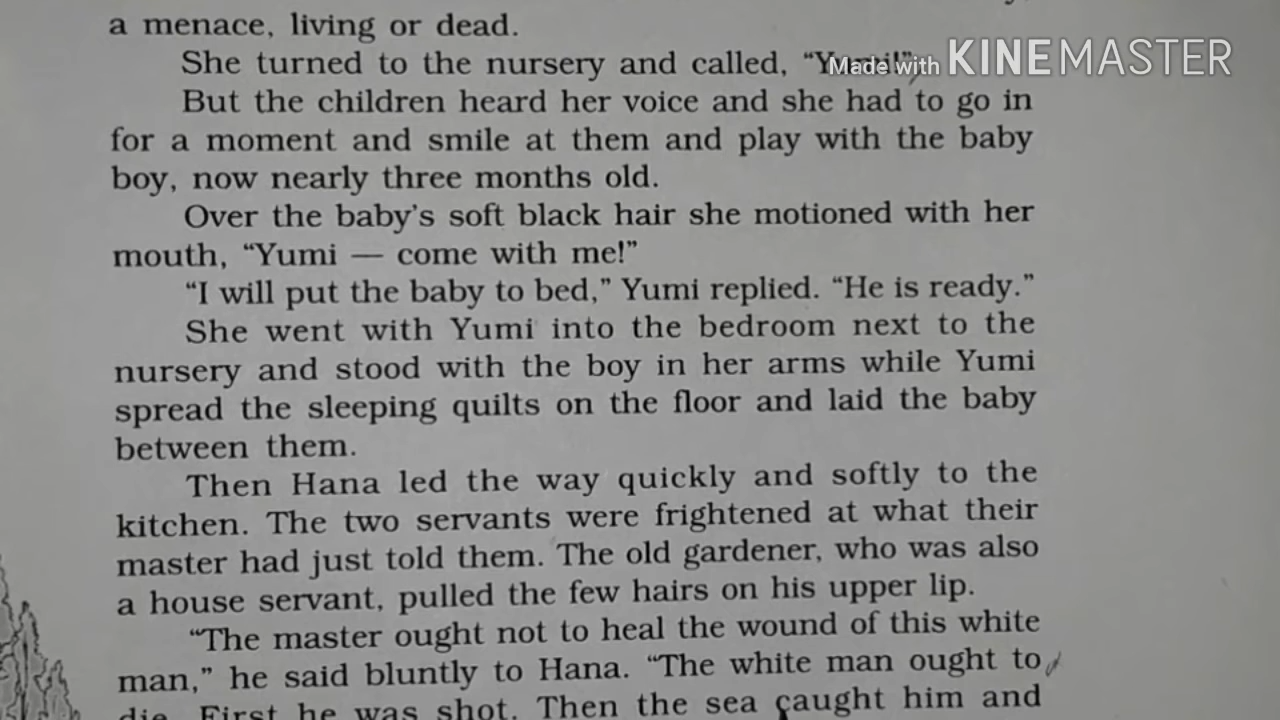 a menace, living or dead.
She turned to the nursery and called,
Made with KINEMASTER
But the children heard her voice and she had to go in
for a moment and smile at them and play with the baby
boy, now nearly three months old.
Over the baby's soft black hair she motioned with her
mouth, “Yumi — come with me!”
“I will put the baby to bed,” Yumi replied. “He is ready.”
She went with Yumi into the bedroom next to the
nursery and stood with the boy in her arms while Yumi
spread the sleeping quilts on the floor and laid the baby
between them.
Then Hana led the way quickly and softly to the
kitchen. The two servants were frightened at what their
master had just told them. The old gardener, who was also
a house servant, pulled the few hairs on his upper lip.
“The master ought not to heal the wound of this white
man,” he said bluntly to Hana. “The white man ought to
die. First he was shot. Then the sea caught him and